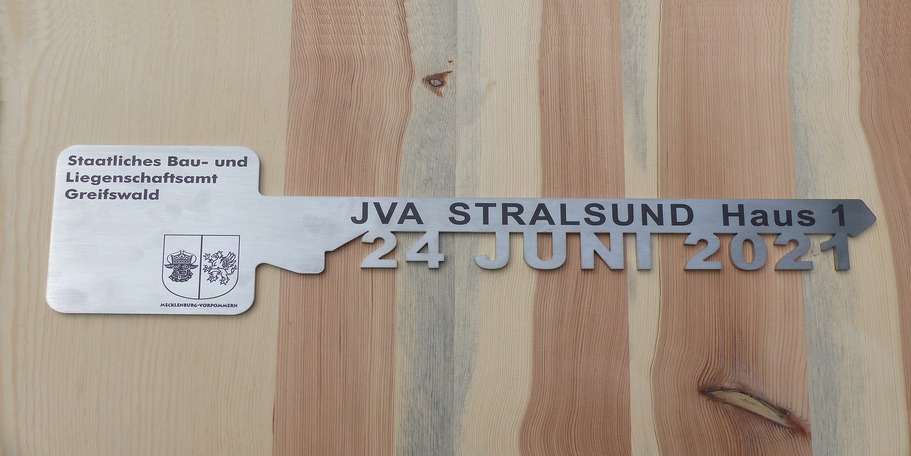 Staatliches Bau- und
Liegenschaftsamt
Greifswald
MECKLENBURG-VORPOMMERN
JVA STRALSUND Haus 1
24 JUNI 2021